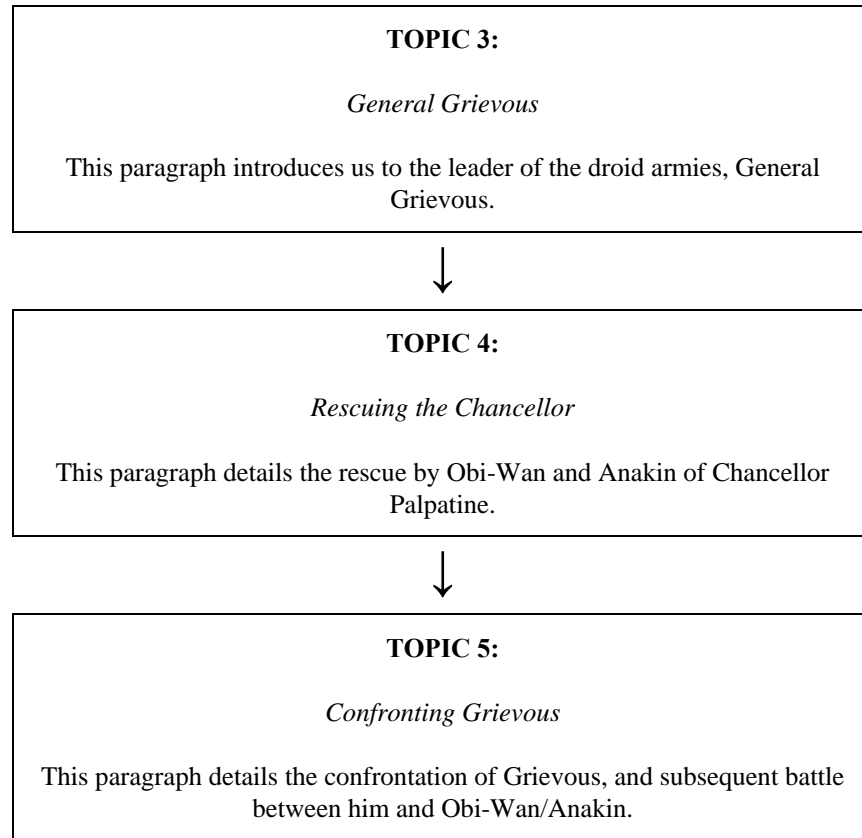 TOPIC 3:
General Grievous
This paragraph introduces us to the leader of the droid armies, General
Grievous.
TOPIC 4:
Rescuing the Chancellor
This paragraph details the rescue by Obi-Wan and Anakin of Chancellor
Palpatine.
TOPIC 5:
Confronting Grievous
This paragraph details the confrontation of Grievous, and subsequent battle
between him and Obi-Wan/Anakin.